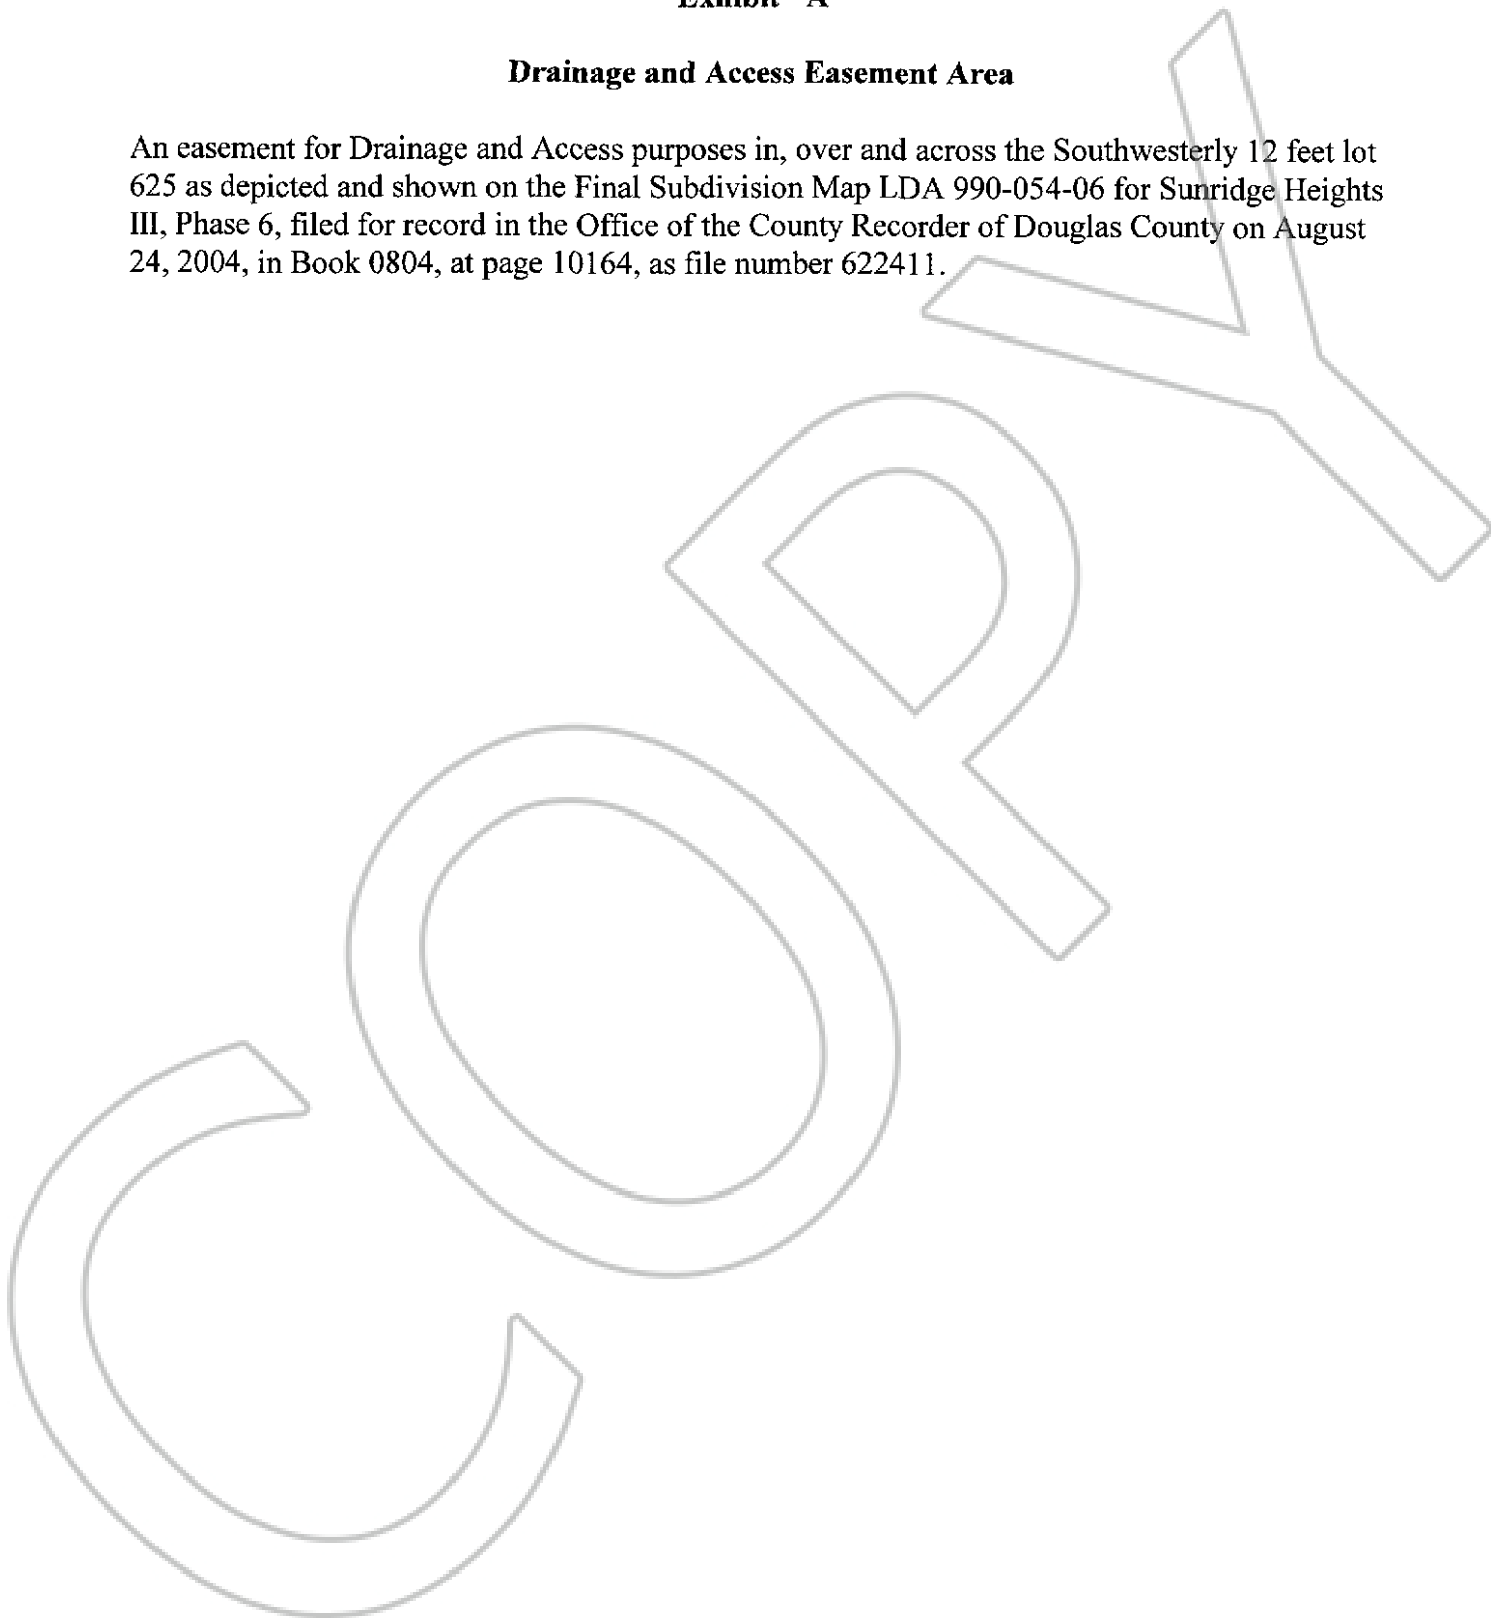 Exhibit "A"
Drainage and Access Easement Area
An easement for Drainage and Access purposes in, over and across the Southwesterly 12 feet lot
625 as depicted and shown on the Final Subdivision Map LDA 990-054-06 for Sunridge Heights
III, Phase 6, filed for record in the Office of the County Recorder of Douglas County on August
24, 2004, in Book 0804, at page 10164, as file number 622411.
COPY